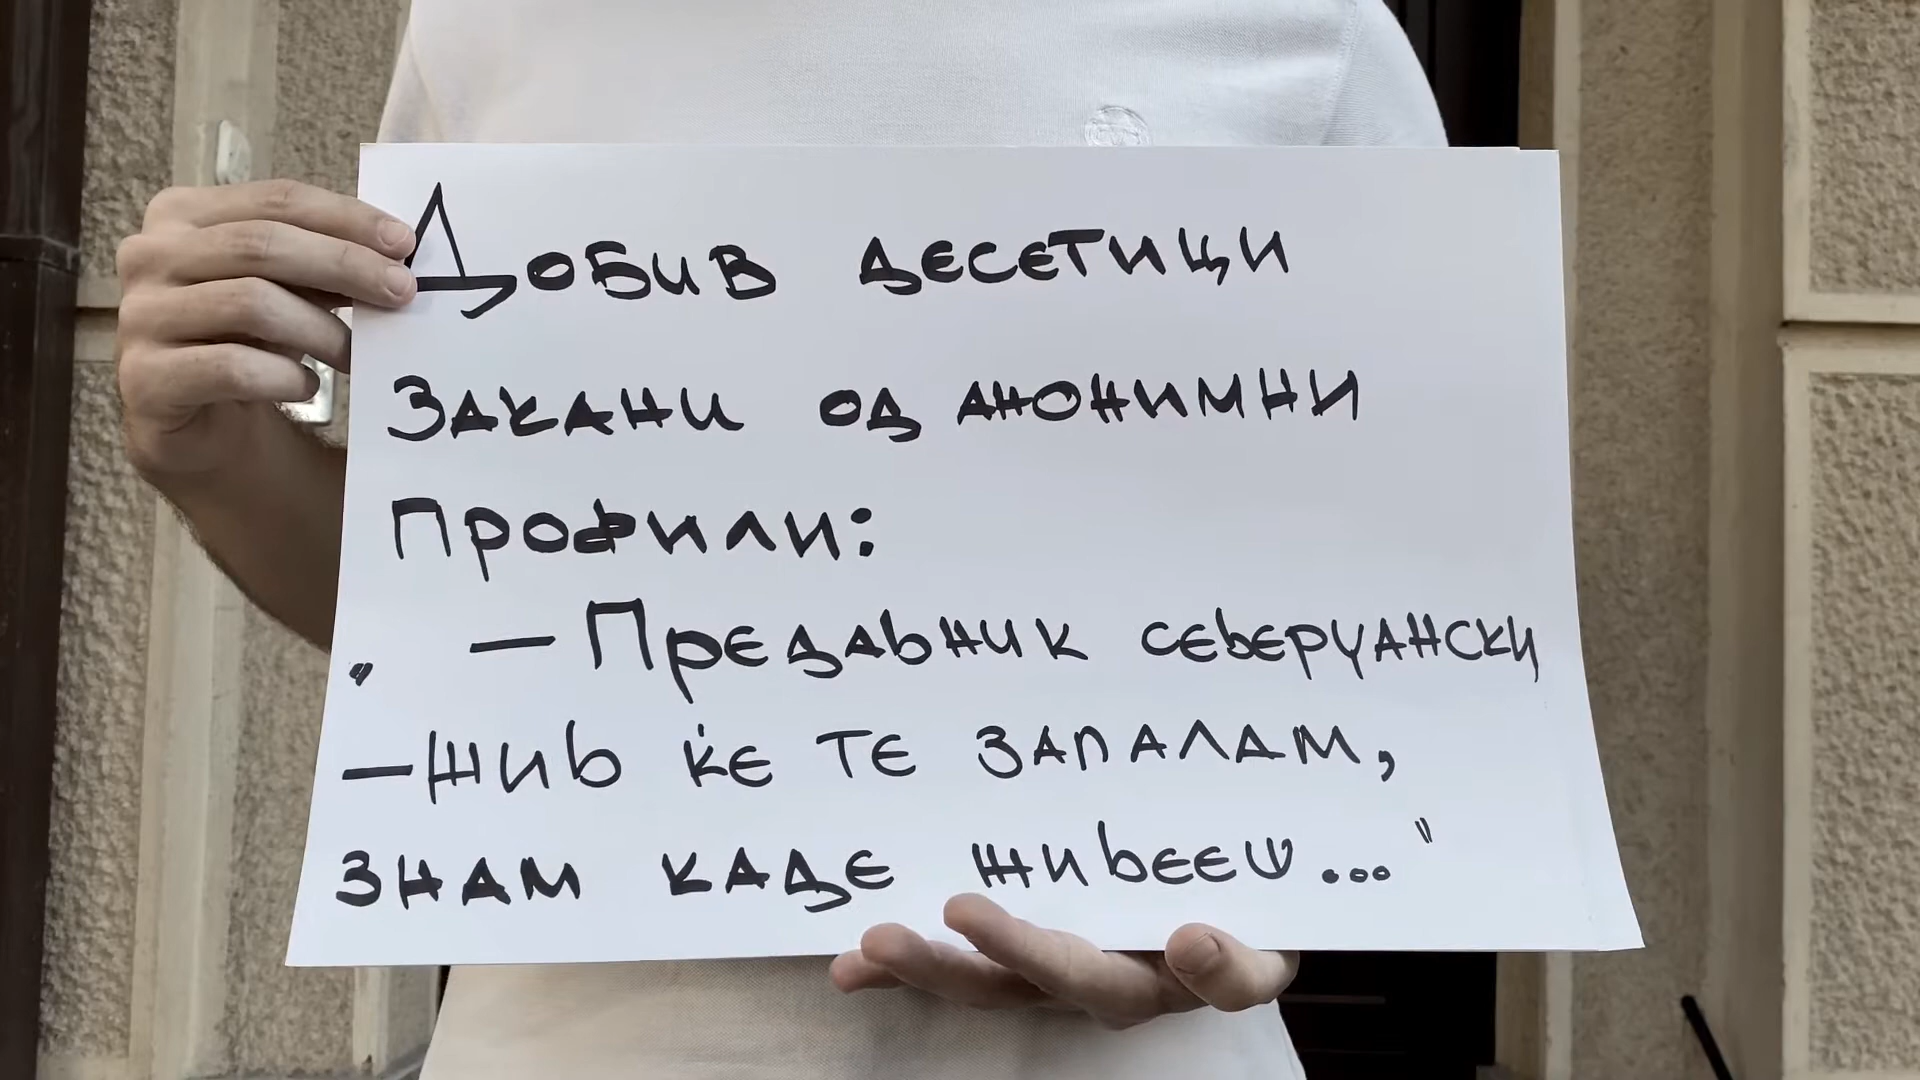 Добив десетици
закани од анонимни
профили:
„ – Предавник северџански
– Жив ќе те запалам,
знам каде живееш..."